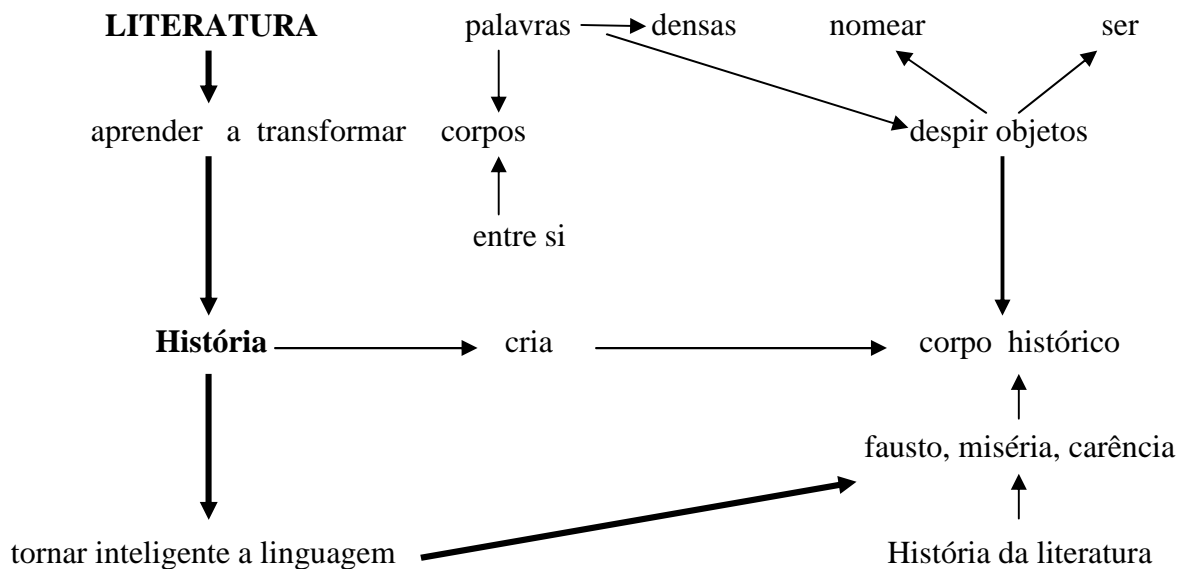 LITERATURA palavras densas nomear ser
aprender a transformar corpos despir objetos
entre si
História cria corpo histórico
fausto, miséria, carência
tornar inteligente a linguagem História da literatura